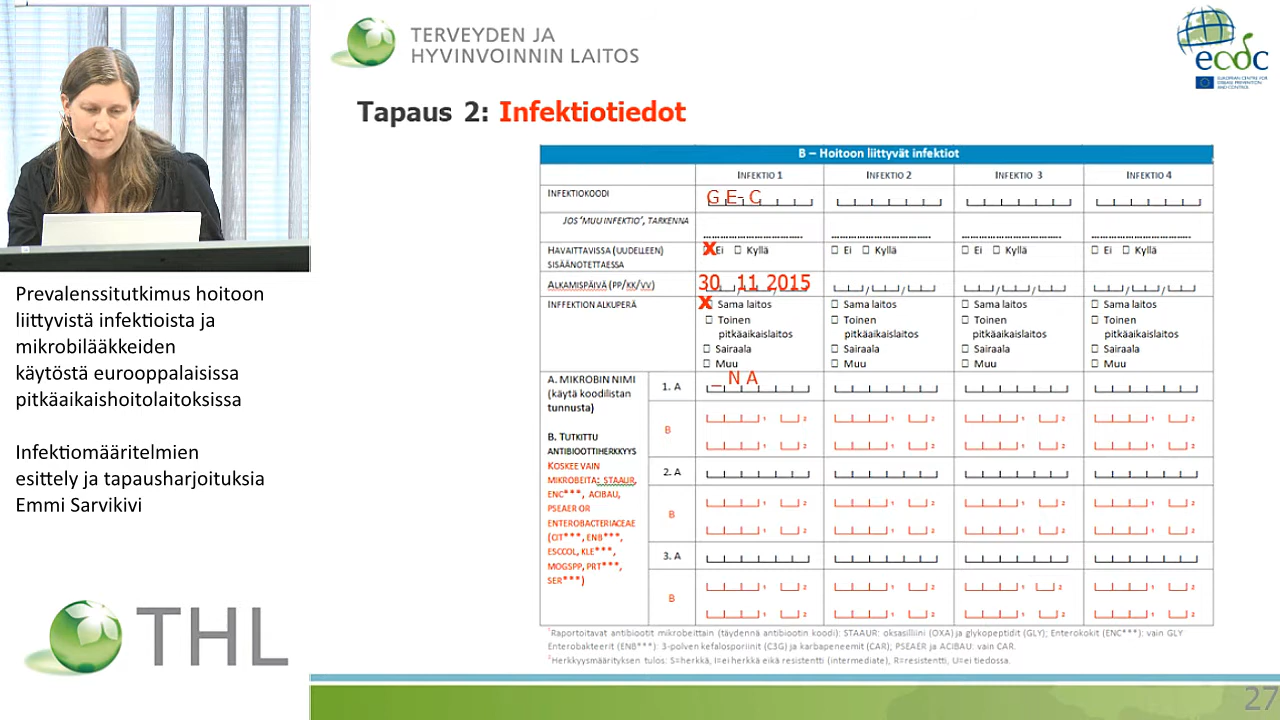 TERVEYDEN JA
HYVINVOINNIN LAITOS
ecdc
EUROPEAN CENTRE FOR
DISEASE PREVENTION
AND CONTROL
Tapaus 2: Infektiotiedot
B – Hoitoon liittyvät infektiot
INFEKTIO 1 INFEKTIO 2 INFEKTIO 3 INFEKTIO 4
INFEKTIOKOODI G E- C
JOS 'MUU INFEKTIO', TARKENNA
HAVAITTAVISSA (UUDELLEEN) X Ei Kyllä Ei Kyllä Ei Kyllä Ei Kyllä
SISÄÄNOTETTAESSA
ALKAMISPÄIVÄ (PP/KK/VV) 30 11 2015
INFFEKTION ALKUPERÄ X Sama laitos Sama laitos Sama laitos Sama laitos
Toinen Toinen Toinen Toinen
pitkäaikaislaitos pitkäaikaislaitos pitkäaikaislaitos pitkäaikaislaitos
Sairaala Sairaala Sairaala Sairaala
Muu Muu Muu Muu
A. MIKROBIN NIMI 1. A _ N A
(käytä koodilistan
tunnusta)
B
B. TUTKITTU
ANTIBIOOTTIHERKKYYS
KOSKEE VAIN 2. A
MIKROBEITA: STAAUR,
ENC***, ACIBAU,
PSEAER OR B
ENTEROBACTERIACEAE
(CIT***, ENB***,
ESCCOL, KLE***, 3. A
MOGSPP, PRT***,
SER***)
B
1 Raportoitavat antibiootit mikrobeittain (täydennä antibiootin koodi): STAAUR: oksasilliini (OXA) ja glykopeptidit (GLY); Enterokokit (ENC***): vain GLY
Enterobakteerit (ENB***): 3-polven kefalosporiinit (C3G) ja karbapeneemit (CAR); PSEAER ja ACIBAU: vain CAR.
2 Herkkyysmäärityksen tulos: S=herkkä, I=ei herkkä eikä resistentti (intermediate), R=resistentti, U=ei tiedossa.
Prevalenssitutkimus hoitoon
liittyvistä infektioista ja
mikrobilääkkeiden
käytöstä eurooppalaisissa
pitkäaikaishoitolaitoksissa
Infektiomääritelmien
esittely ja tapausharjoituksia
Emmi Sarvikivi
THL
27